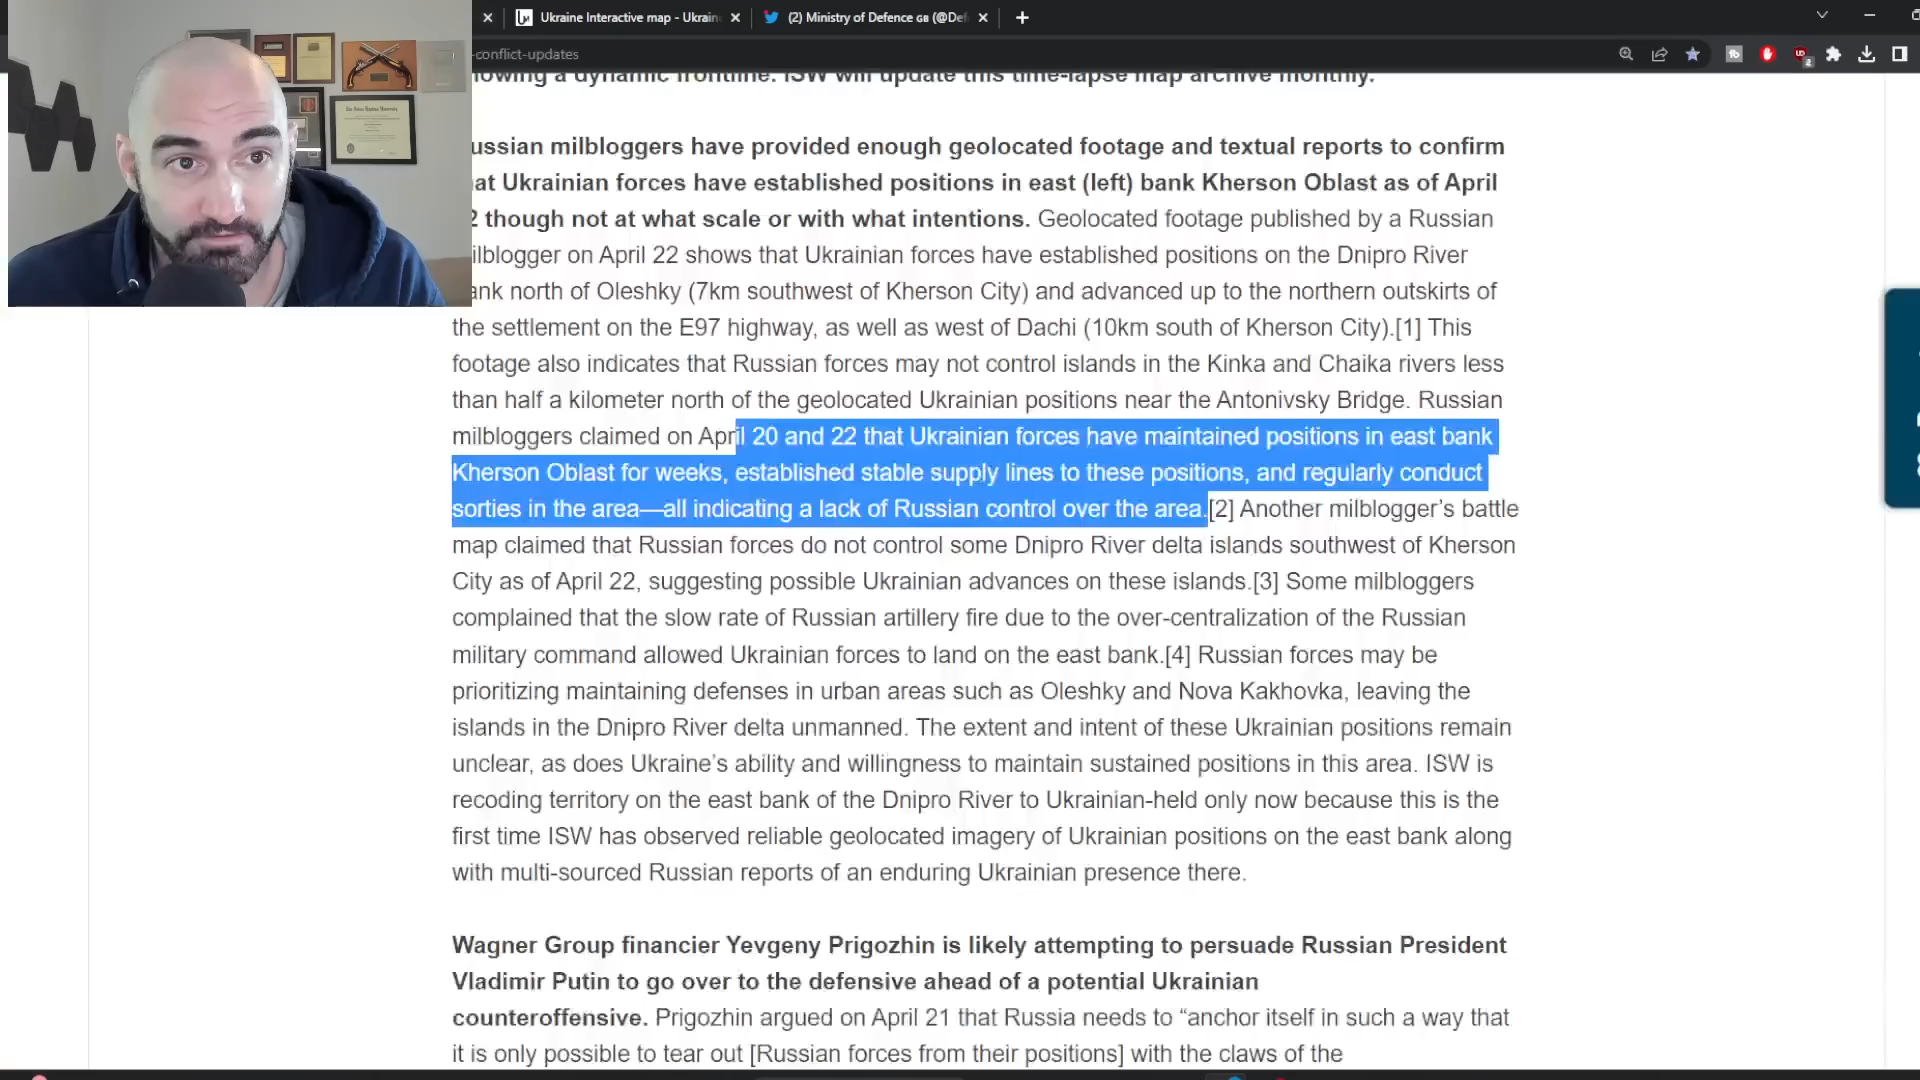 Ukraine Interactive map - Ukrain
(2) Ministry of Defence GB (@Def
-conflict-updates
owing a dynamic frontline. ISW will update this time-lapse map archive monthly.
ussian milbloggers have provided enough geolocated footage and textual reports to confirm
at Ukrainian forces have established positions in east (left) bank Kherson Oblast as of April
2 though not at what scale or with what intentions. Geolocated footage published by a Russian
ilblogger on April 22 shows that Ukrainian forces have established positions on the Dnipro River
ank north of Oleshky (7km southwest of Kherson City) and advanced up to the northern outskirts of
the settlement on the E97 highway, as well as west of Dachi (10km south of Kherson City).[1] This
footage also indicates that Russian forces may not control islands in the Kinka and Chaika rivers less
than half a kilometer north of the geolocated Ukrainian positions near the Antonivsky Bridge. Russian
milbloggers claimed on April 20 and 22 that Ukrainian forces have maintained positions in east bank
Kherson Oblast for weeks, established stable supply lines to these positions, and regularly conduct
sorties in the area—all indicating a lack of Russian control over the area.[2] Another milblogger’s battle
map claimed that Russian forces do not control some Dnipro River delta islands southwest of Kherson
City as of April 22, suggesting possible Ukrainian advances on these islands.[3] Some milbloggers
complained that the slow rate of Russian artillery fire due to the over-centralization of the Russian
military command allowed Ukrainian forces to land on the east bank.[4] Russian forces may be
prioritizing maintaining defenses in urban areas such as Oleshky and Nova Kakhovka, leaving the
islands in the Dnipro River delta unmanned. The extent and intent of these Ukrainian positions remain
unclear, as does Ukraine’s ability and willingness to maintain sustained positions in this area. ISW is
recoding territory on the east bank of the Dnipro River to Ukrainian-held only now because this is the
first time ISW has observed reliable geolocated imagery of Ukrainian positions on the east bank along
with multi-sourced Russian reports of an enduring Ukrainian presence there.
Wagner Group financier Yevgeny Prigozhin is likely attempting to persuade Russian President
Vladimir Putin to go over to the defensive ahead of a potential Ukrainian
counteroffensive. Prigozhin argued on April 21 that Russia needs to “anchor itself in such a way that
it is only possible to tear out [Russian forces from their positions] with the claws of the